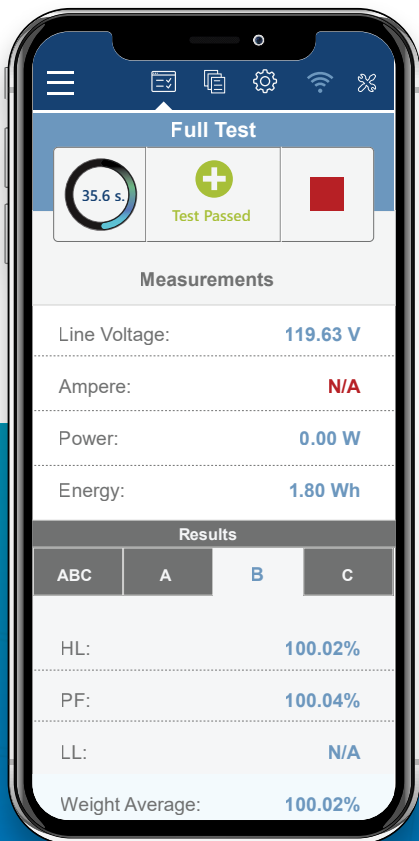 Full Test
35.6 s.
Test Passed
Measurements
Line Voltage: 119.63 V
Ampere: N/A
Power: 0.00 W
Energy: 1.80 Wh
Results
ABC A B C
HL: 100.02%
PF: 100.04%
LL: N/A
Weight Average: 100.02%